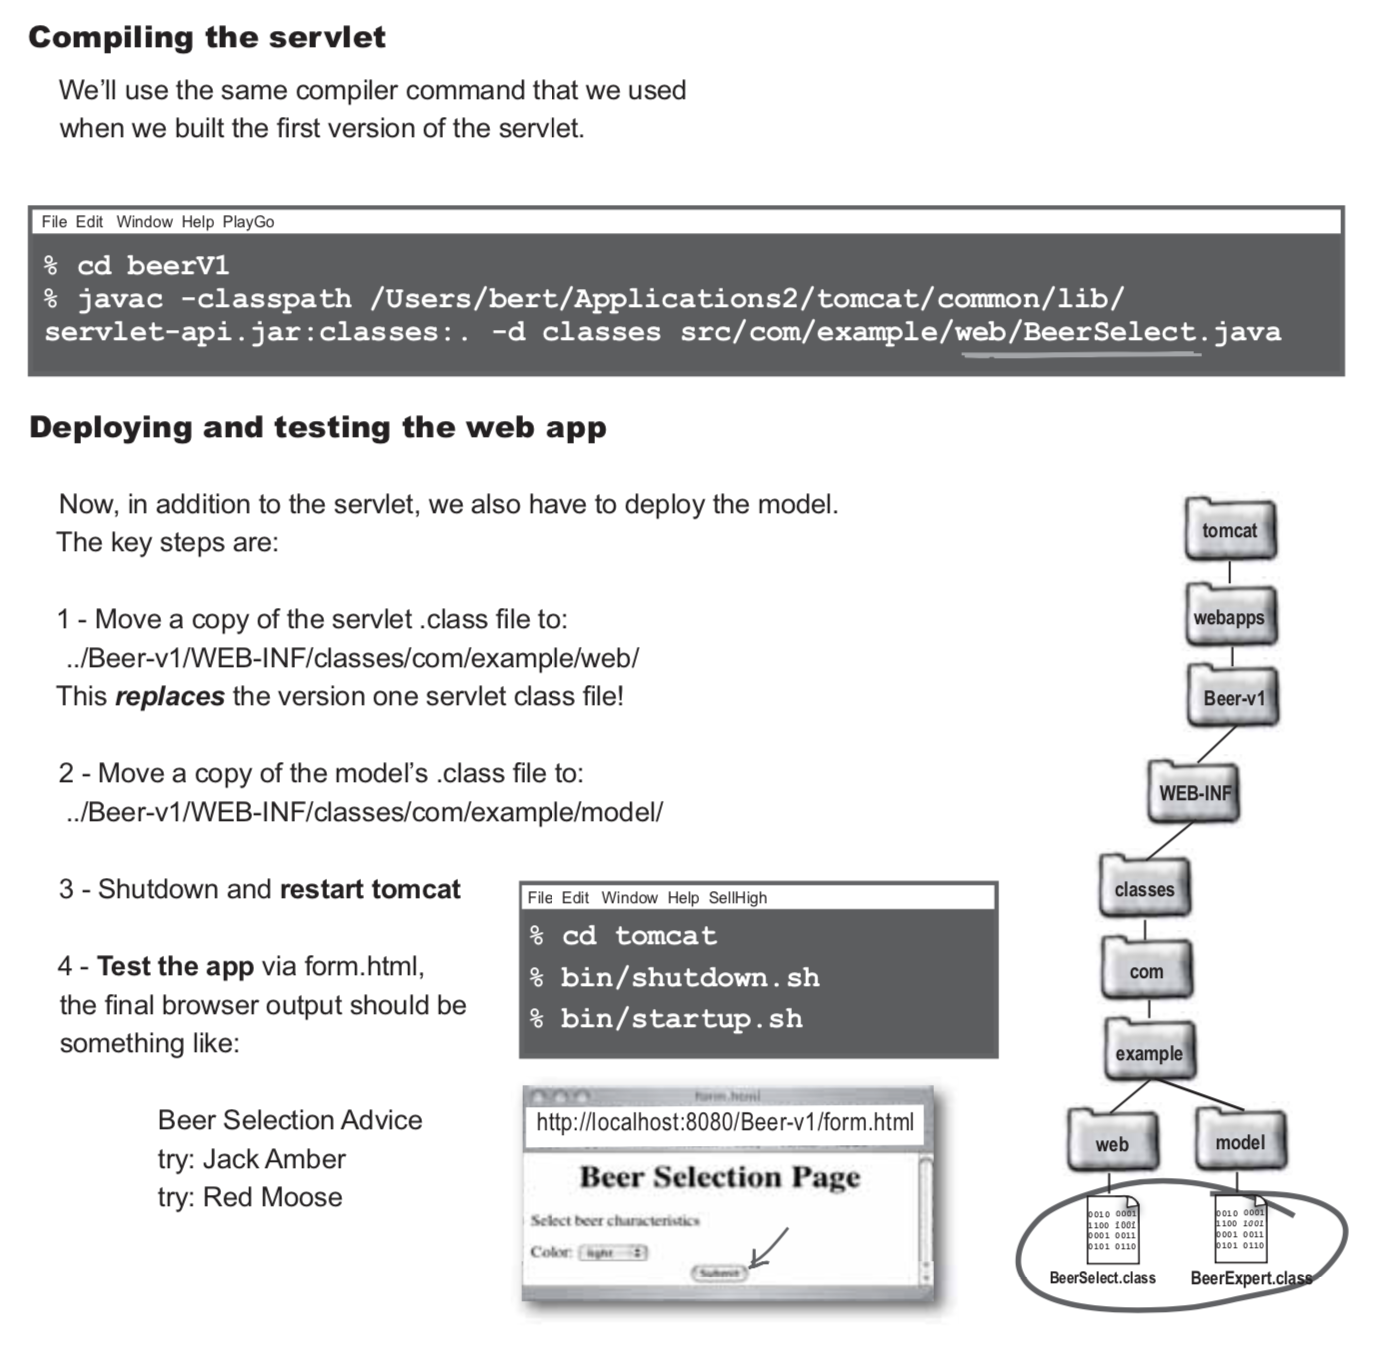 Compiling the servlet
We'll use the same compiler command that we used
when we built the first version of the servlet.
File Edit Window Help PlayGo
% cd beerV1
% javac -classpath /Users/bert/Applications2/tomcat/common/lib/
servlet-api.jar:classes:. -d classes src/com/example/web/BeerSelect.java
Deploying and testing the web app
Now, in addition to the servlet, we also have to deploy the model.
The key steps are:
1 - Move a copy of the servlet .class file to:
../Beer-v1/WEB-INF/classes/com/example/web/
This replaces the version one servlet class file!
2 - Move a copy of the model's .class file to:
../Beer-v1/WEB-INF/classes/com/example/model/
3 - Shutdown and restart tomcat
4 - Test the app via form.html,
the final browser output should be
something like:
Beer Selection Advice
try: Jack Amber
try: Red Moose
File Edit Window Help SellHigh
% cd tomcat
% bin/shutdown.sh
% bin/startup.sh
form.html
http://localhost:8080/Beer-v1/form.html
Beer Selection Page
Select beer characteristics
Color: light
Submit
tomcat
webapps
Beer-v1
WEB-INF
classes
com
example
web
model
0010 0001
1100 1001
0001 0011
0101 0110
0010 0001
1100 1001
0001 0011
0101 0110
BeerSelect.class
BeerExpert.class